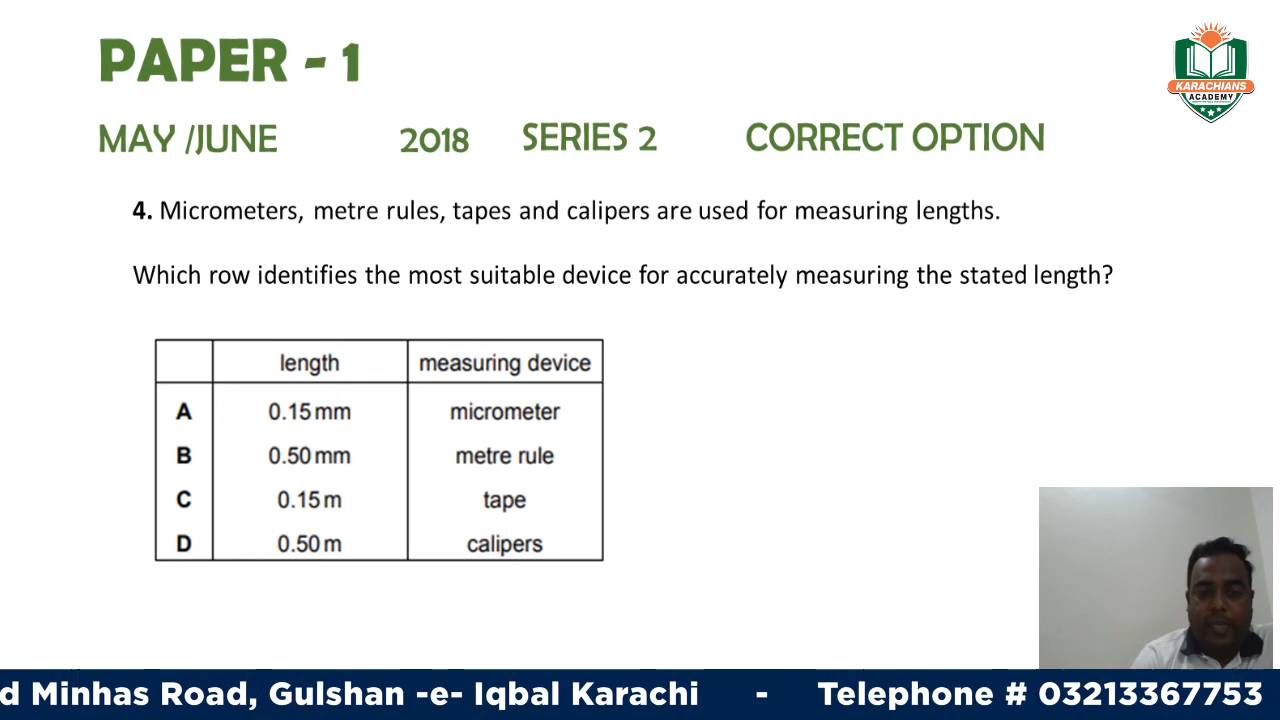 PAPER - 1
KARACHIANS
ACADEMY
MAY /JUNE 2018 SERIES 2 CORRECT OPTION
4. Micrometers, metre rules, tapes and calipers are used for measuring lengths.
Which row identifies the most suitable device for accurately measuring the stated length?
length measuring device
A 0.15 mm micrometer
B 0.50 mm metre rule
C 0.15 m tape
D 0.50 m calipers
d Minhas Road, Gulshan -e- Iqbal Karachi - Telephone # 03213367753